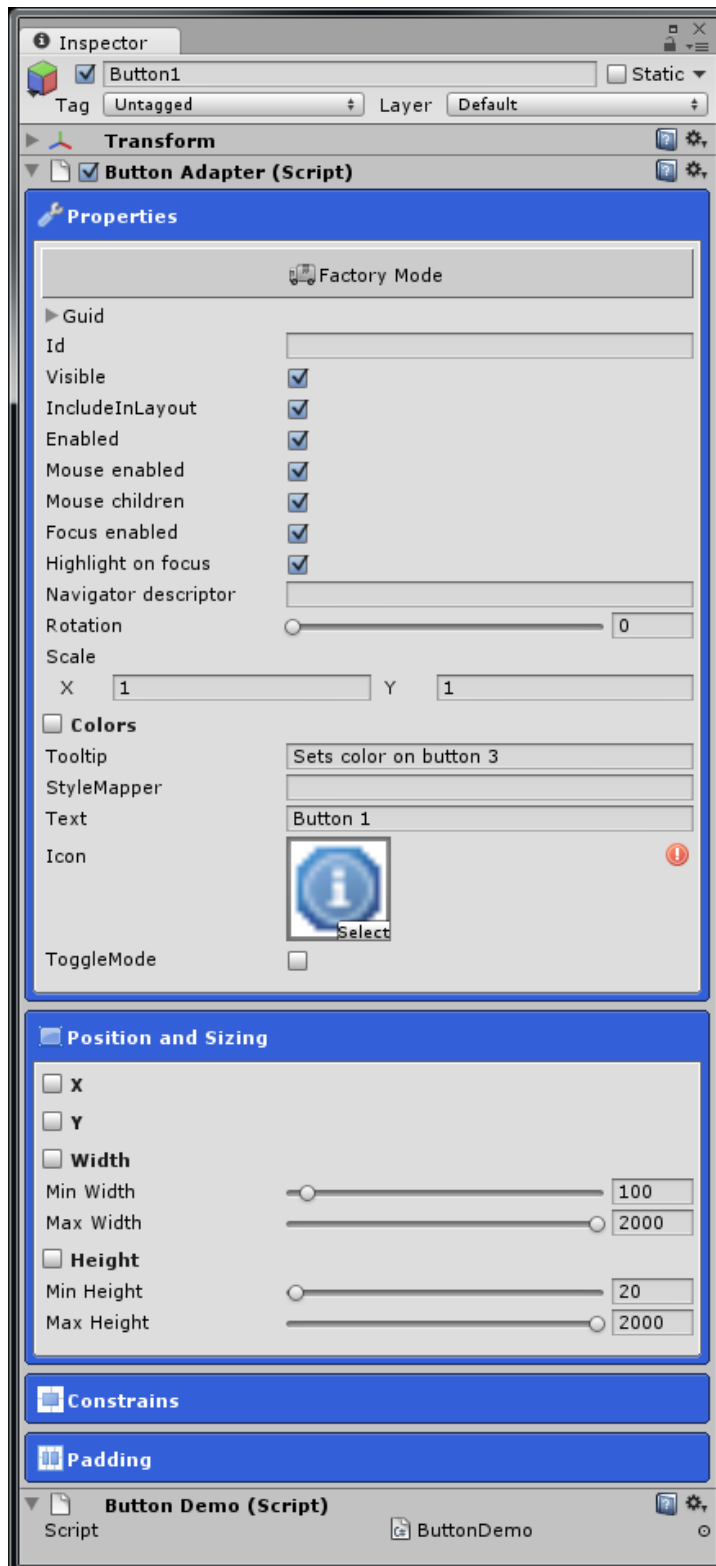 Inspector
Button1 Static
Tag Untagged Layer Default
Transform
Button Adapter (Script)
Properties
Factory Mode
Guid
Id
Visible
IncludeInLayout
Enabled
Mouse enabled
Mouse children
Focus enabled
Highlight on focus
Navigator descriptor
Rotation 0
Scale
X 1 Y 1
Colors
Tooltip Sets color on button 3
StyleMapper
Text Button 1
Icon
Select
ToggleMode
Position and Sizing
X
Y
Width
Min Width 100
Max Width 2000
Height
Min Height 20
Max Height 2000
Constrains
Padding
Button Demo (Script)
Script ButtonDemo